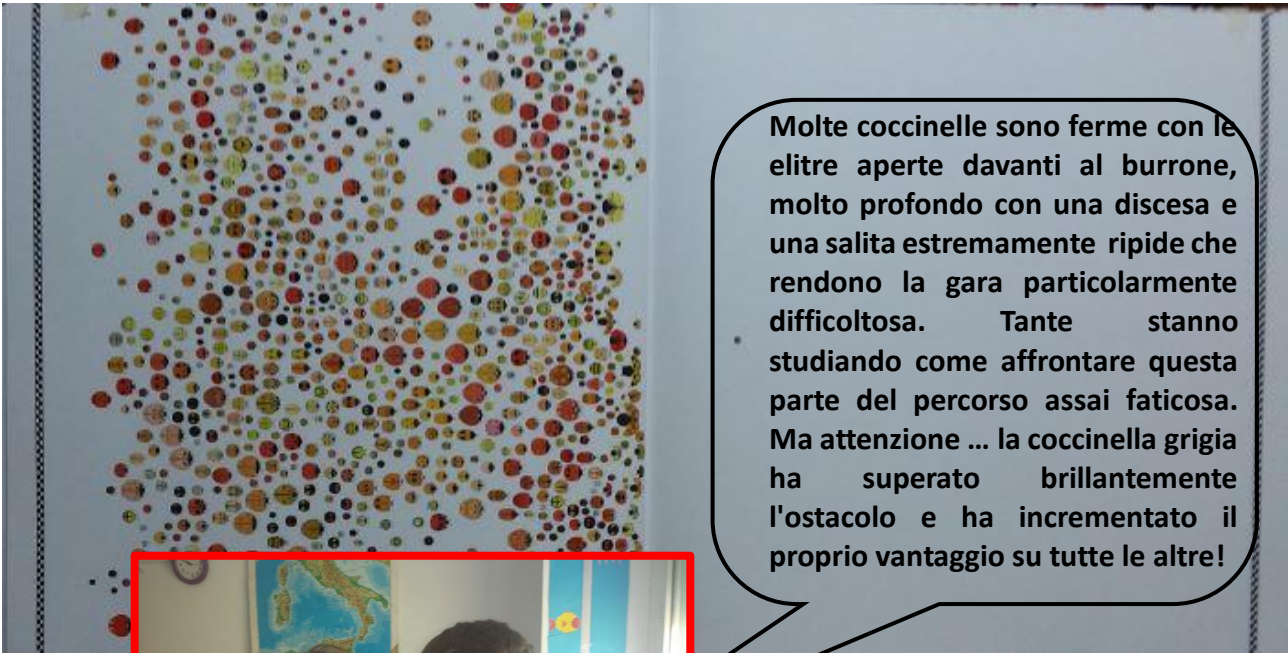 Molte coccinelle sono ferme con le
elitre aperte davanti al burrone,
molto profondo con una discesa e
una salita estremamente ripide che
rendono la gara particolarmente
difficoltosa. Tante stanno
studiando come affrontare questa
parte del percorso assai faticosa.
Ma attenzione ... la coccinella grigia
ha superato brillantemente
l'ostacolo e ha incrementato il
proprio vantaggio su tutte le altre!